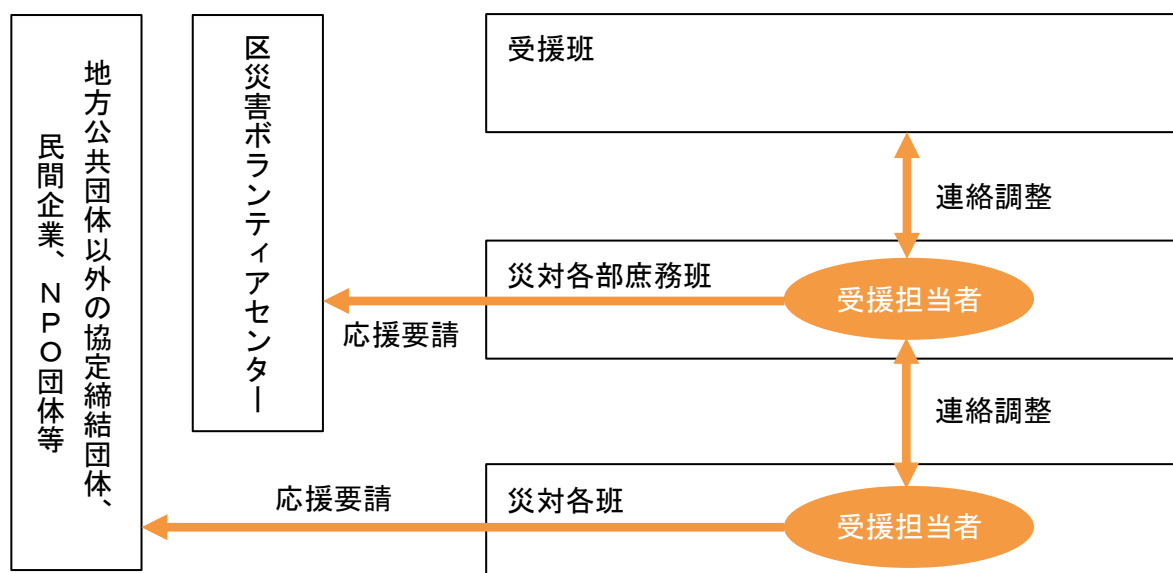 地方公共団体以外の協定締結団体、
民間企業、ＮＰＯ団体等
区災害ボランティアセンター
受援班
連絡調整
災対各部庶務班
受援担当者
応援要請
連絡調整
応援要請
災対各班
受援担当者